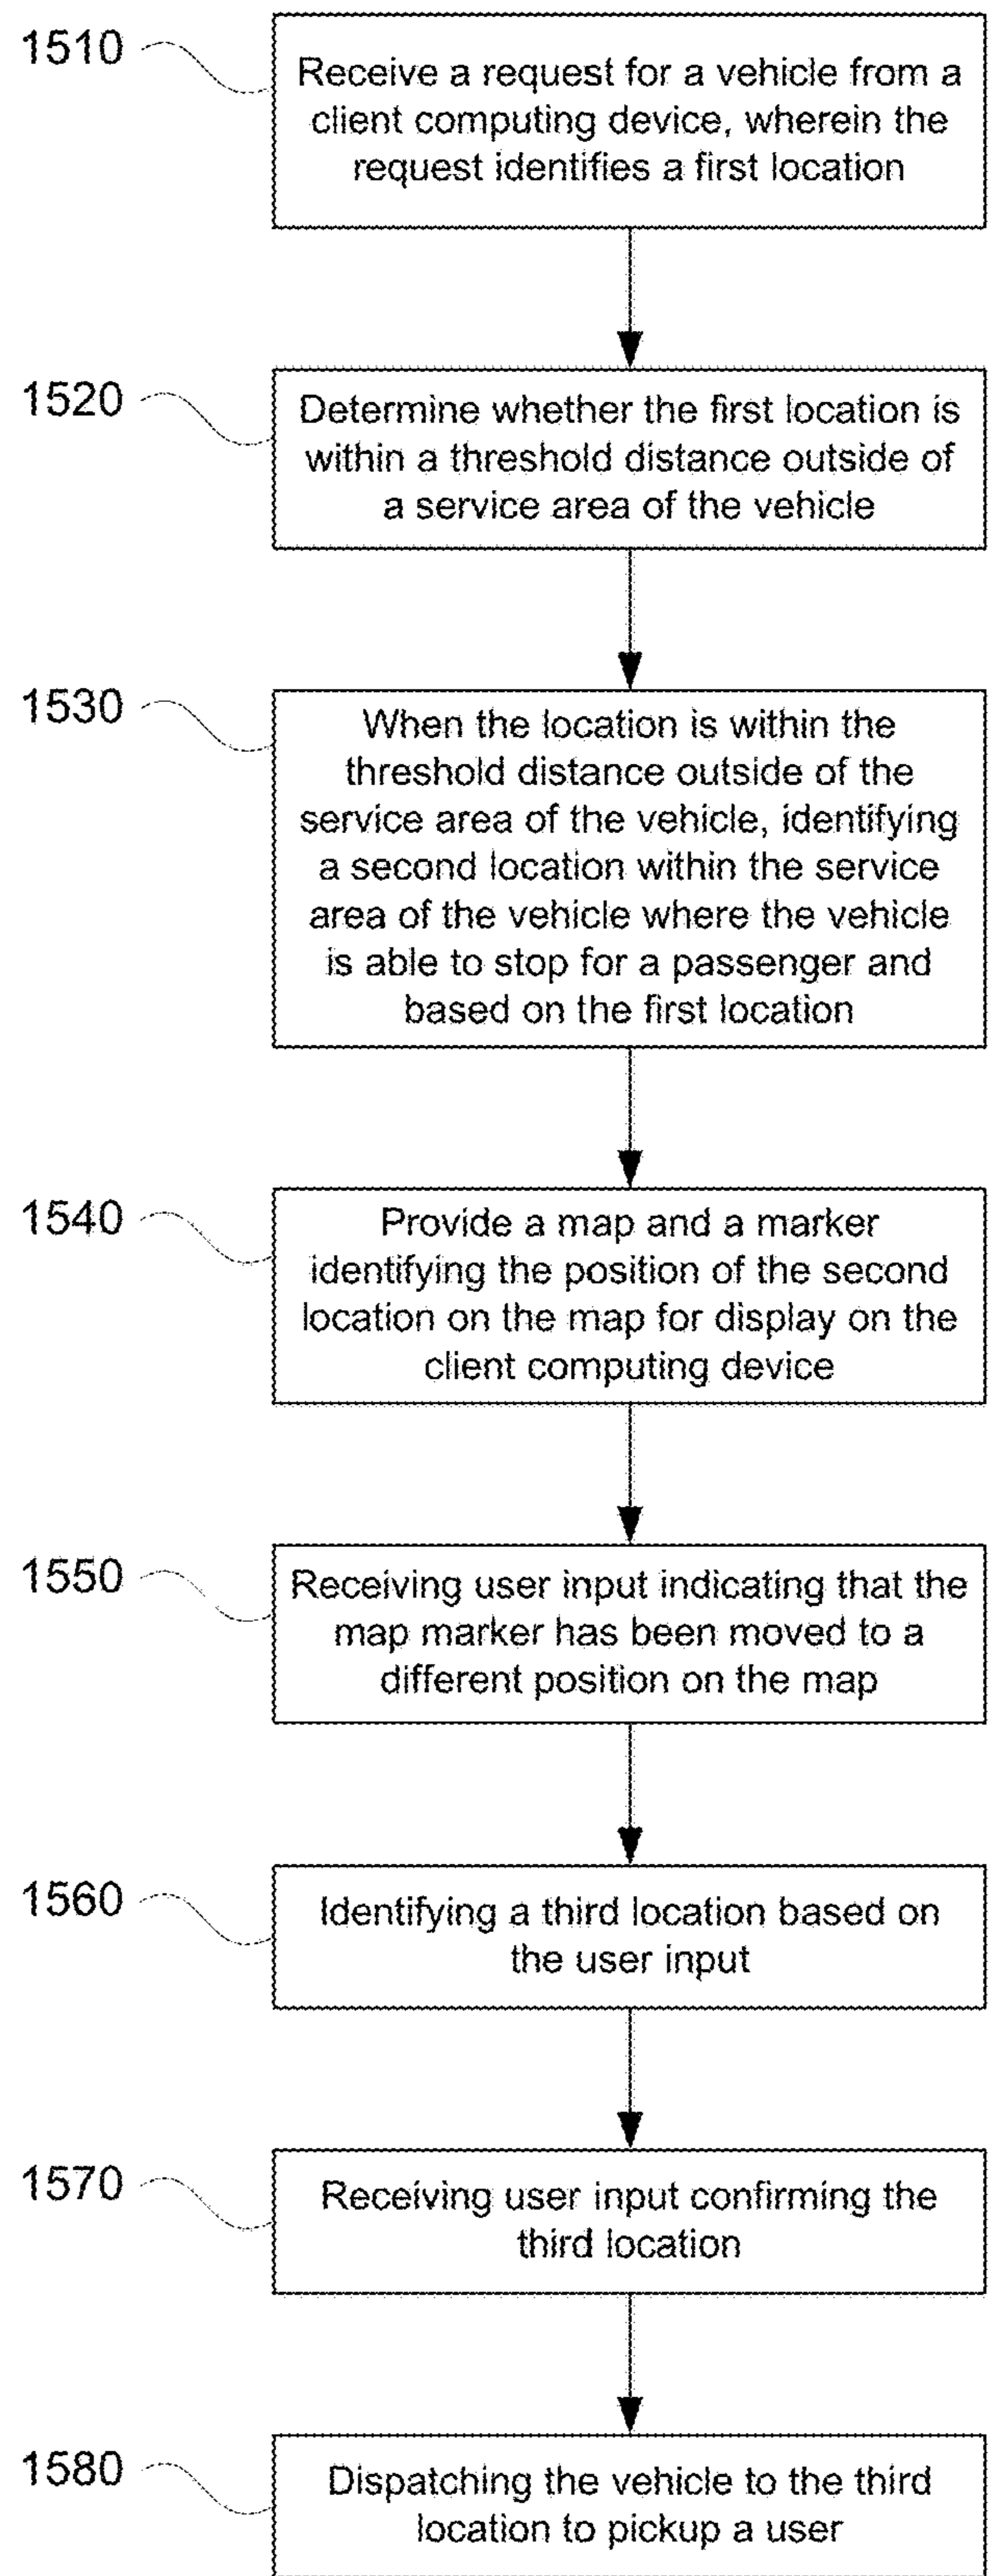 1510
Receive a request for a vehicle from a
client computing device, wherein the
request identifies a first location
1520
Determine whether the first location is
within a threshold distance outside of
a service area of the vehicle
1530
When the location is within the
threshold distance outside of the
service area of the vehicle, identifying
a second location within the service
area of the vehicle where the vehicle
is able to stop for a passenger and
based on the first location
1540
Provide a map and a marker
identifying the position of the second
location on the map for display on the
client computing device
1550
Receiving user input indicating that the
map marker has been moved to a
different position on the map
1560
Identifying a third location based on
the user input
1570
Receiving user input confirming the
third location
1580
Dispatching the vehicle to the third
location to pickup a user